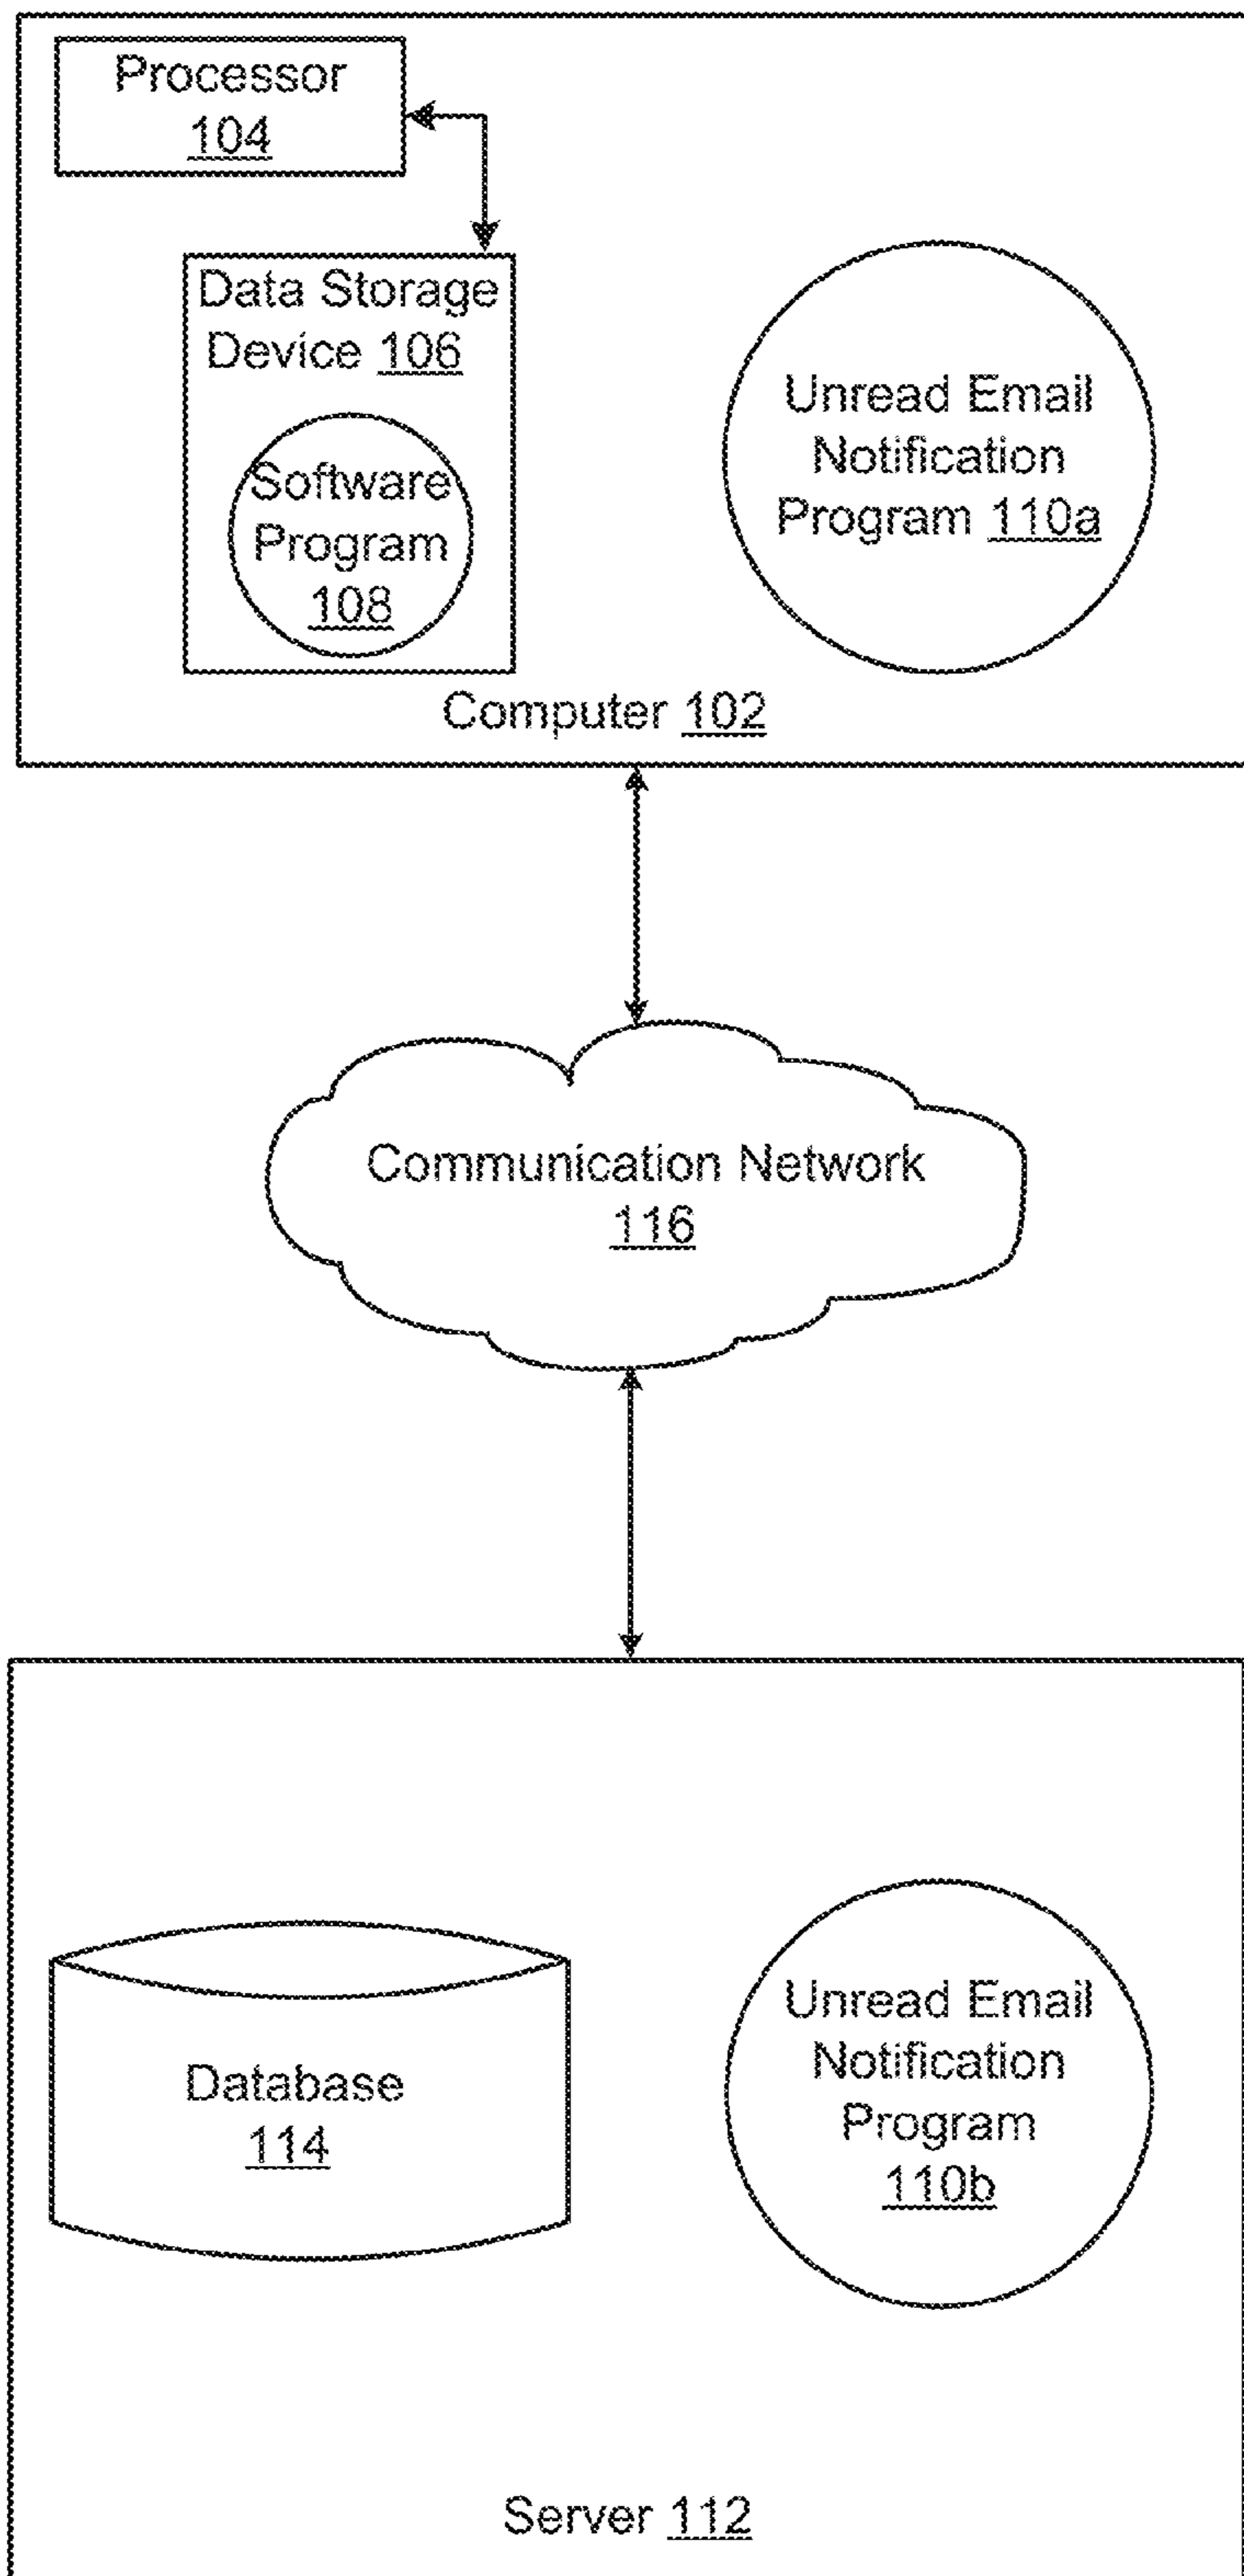 Processor
104
Data Storage
Device 106
Software
Program
108
Unread Email
Notification
Program 110a
Computer 102
Communication Network
116
Database
114
Unread Email
Notification
Program
110b
Server 112